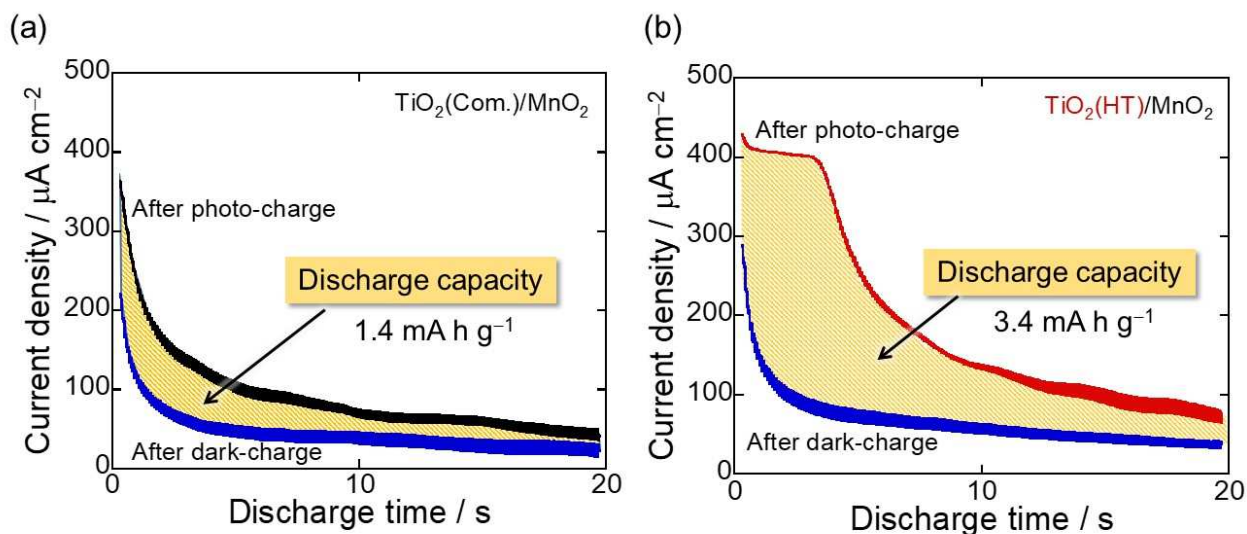 (a)
500
400
300
200
100
0
0
10
20
Current density / μA cm⁻²
Discharge time / s
TiO₂(Com.)/MnO₂
After photo-charge
Discharge capacity
1.4 mA h g⁻¹
After dark-charge
(b)
500
400
300
200
100
0
0
10
20
Current density / μA cm⁻²
Discharge time / s
TiO₂(HT)/MnO₂
After photo-charge
Discharge capacity
3.4 mA h g⁻¹
After dark-charge